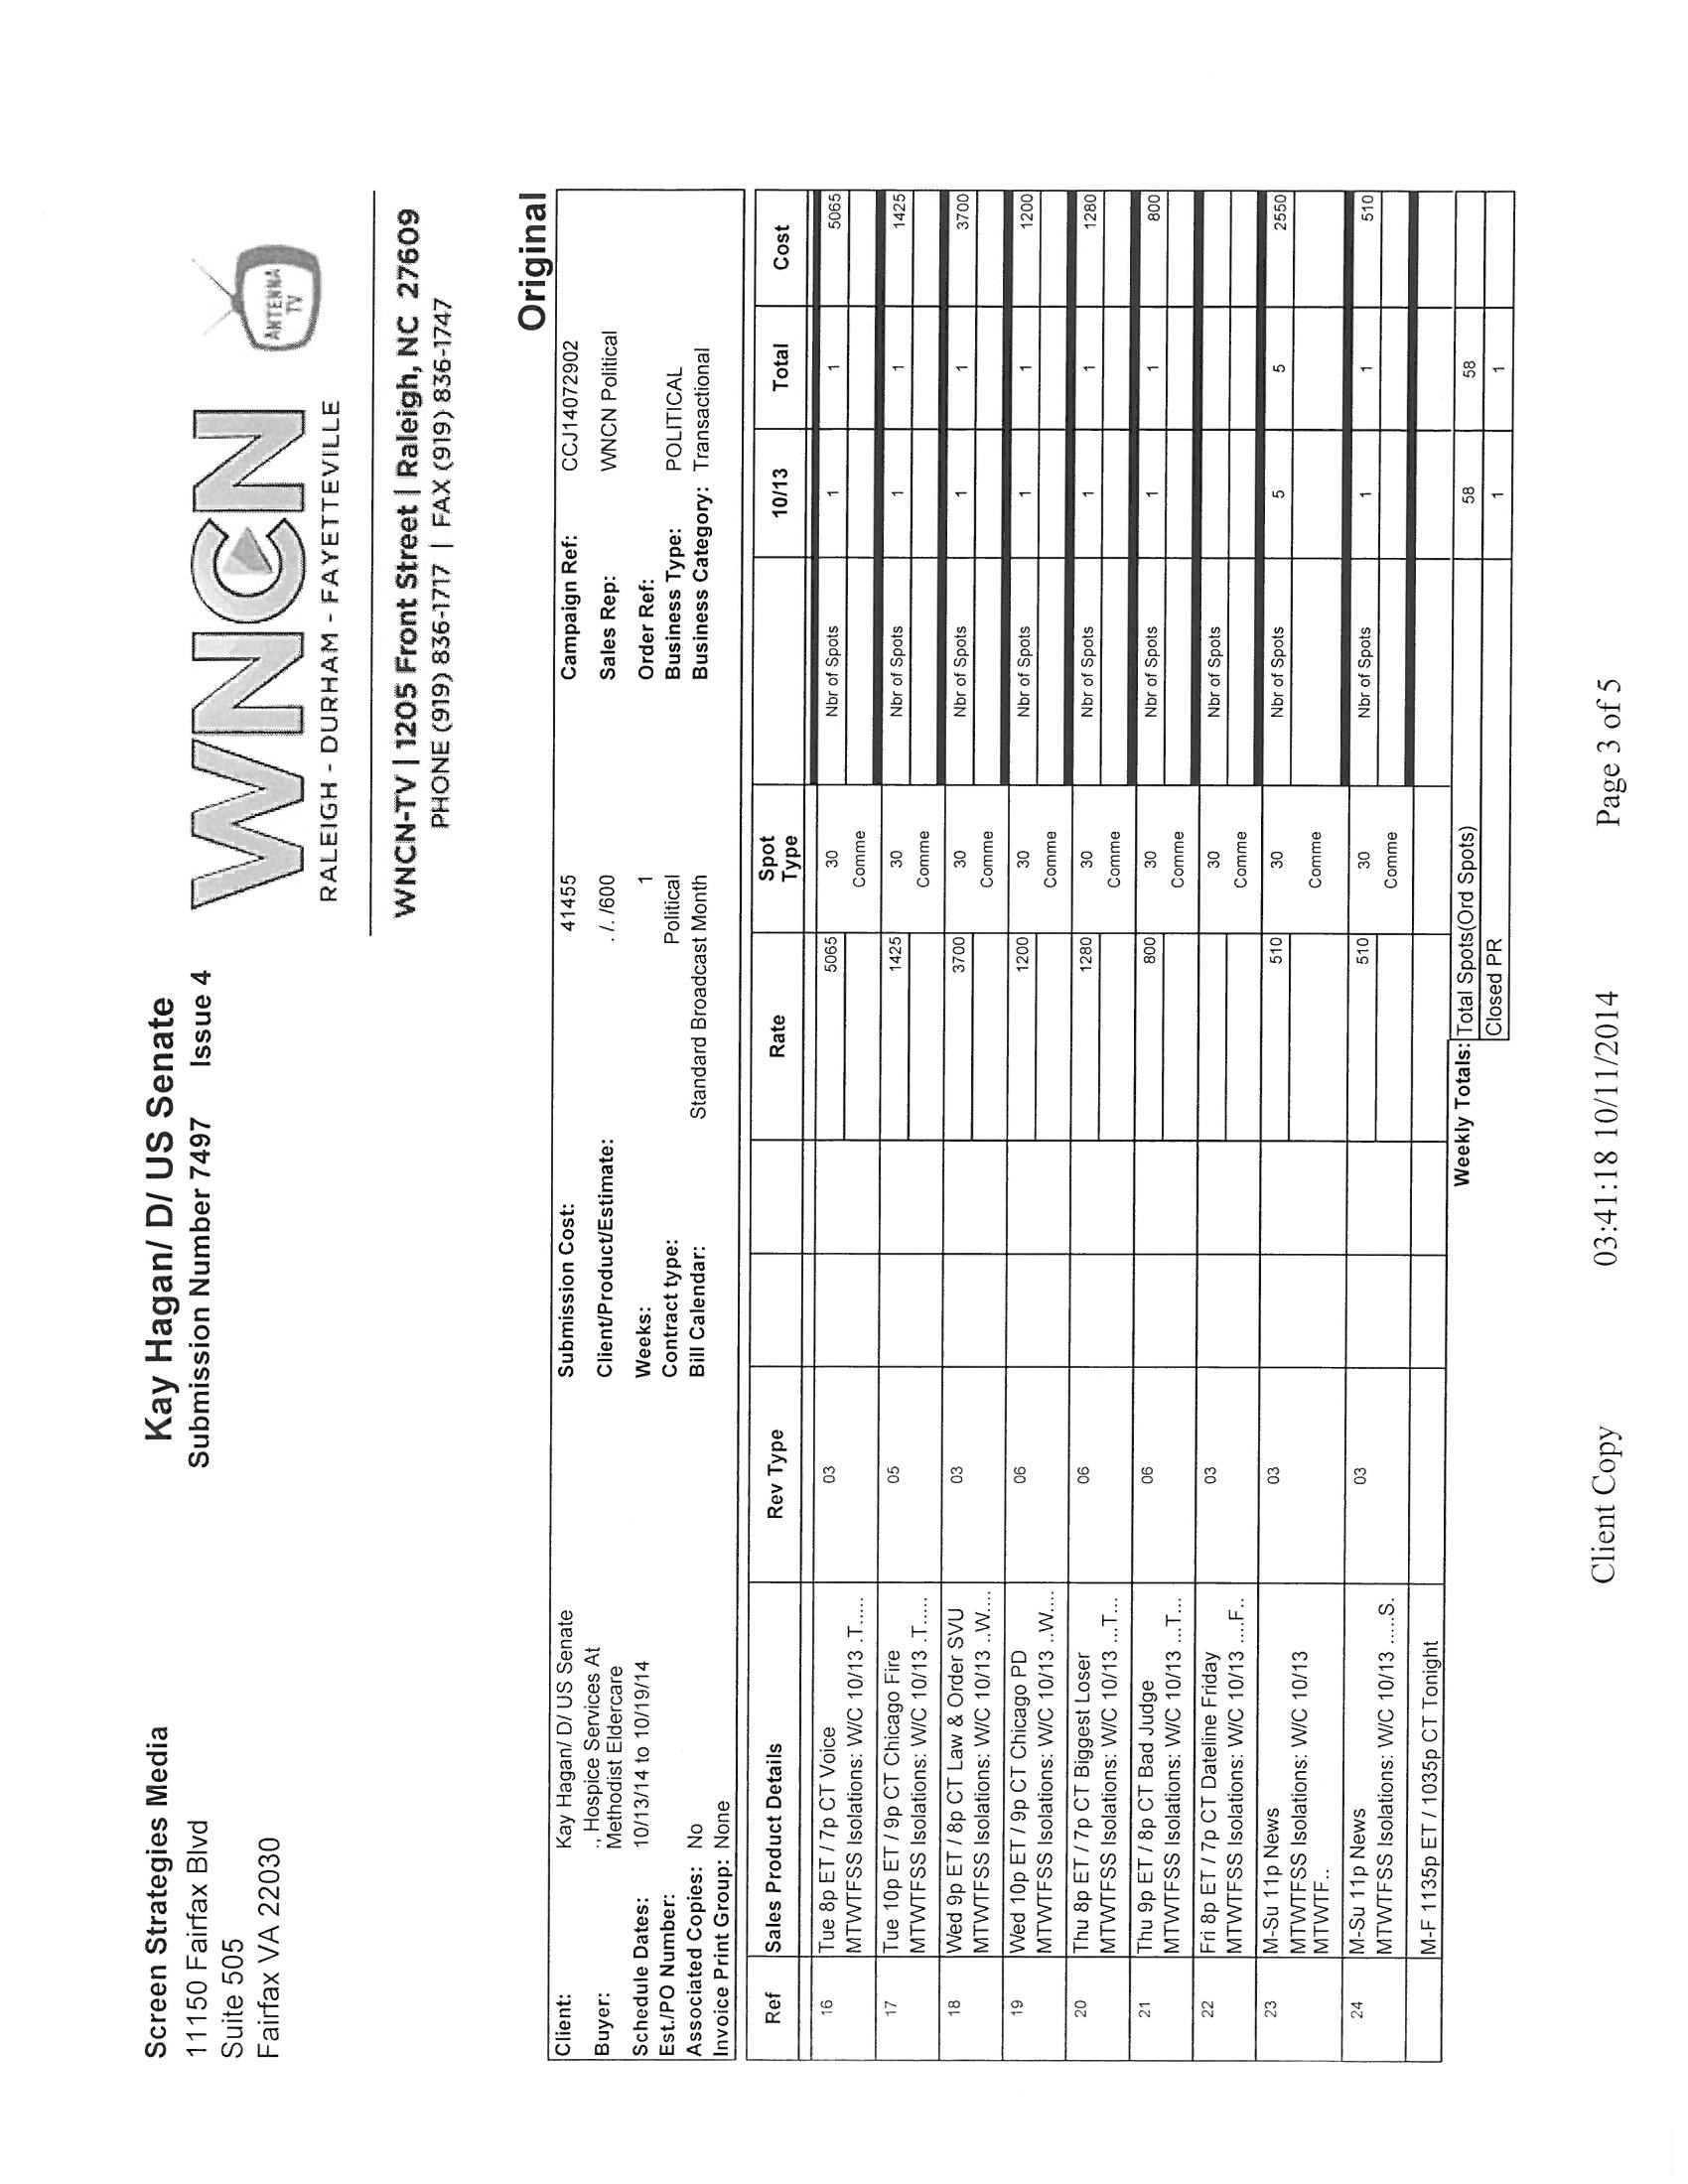 Screen Strategies Media
11150 Fairfax Blvd
Suite 505
Fairfax VA 22030
Kay Hagan/ D/ US Senate
Submission Number 7497 Issue 4
WNCN
RALEIGH - DURHAM - FAYETTEVILLE
ANTENNA
TV
WNCN-TV | 1205 Front Street | Raleigh, NC 27609
PHONE (919) 836-1717 | FAX (919) 836-1747
Original
Client: Kay Hagan/ D/ US Senate Submission Cost: 41455 Campaign Ref: CCJ14072902
Buyer: ., Hospice Services At Client/Product/Estimate: . /. /600 Sales Rep: WNCN Political
Methodist Eldercare
Schedule Dates: 10/13/14 to 10/19/14 Weeks: 1 Order Ref:
Est./PO Number: Contract type: Political Business Type: POLITICAL
Associated Copies: No Bill Calendar: Standard Broadcast Month Business Category: Transactional
Invoice Print Group: None
Ref Sales Product Details Rev Type Rate Spot Type 10/13 Total Cost
16 Tue 8p ET / 7p CT Voice 03 5065 30 Nbr of Spots 1 1 5065
MTWTFSS Isolations: W/C 10/13 .T..... Comme
17 Tue 10p ET / 9p CT Chicago Fire 05 1425 30 Nbr of Spots 1 1 1425
MTWTFSS Isolations: W/C 10/13 .T..... Comme
18 Wed 9p ET / 8p CT Law & Order SVU 03 3700 30 Nbr of Spots 1 1 3700
MTWTFSS Isolations: W/C 10/13 ..W.... Comme
19 Wed 10p ET / 9p CT Chicago PD 06 1200 30 Nbr of Spots 1 1 1200
MTWTFSS Isolations: W/C 10/13 ..W.... Comme
20 Thu 8p ET / 7p CT Biggest Loser 06 1280 30 Nbr of Spots 1 1 1280
MTWTFSS Isolations: W/C 10/13 ...T... Comme
21 Thu 9p ET / 8p CT Bad Judge 06 800 30 Nbr of Spots 1 1 800
MTWTFSS Isolations: W/C 10/13 ...T... Comme
22 Fri 8p ET / 7p CT Dateline Friday 03 30 Nbr of Spots
MTWTFSS Isolations: W/C 10/13 ....F.. Comme
23 M-Su 11p News 03 510 30 Nbr of Spots 5 5 2550
MTWTFSS Isolations: W/C 10/13 Comme
MTWTF..
24 M-Su 11p News 03 510 30 Nbr of Spots 1 1 510
MTWTFSS Isolations: W/C 10/13 .....S. Comme
M-F 1135p ET / 1035p CT Tonight
Weekly Totals: Total Spots(Ord Spots) 58 58
Closed PR 1 1
Client Copy 03:41:18 10/11/2014 Page 3 of 5